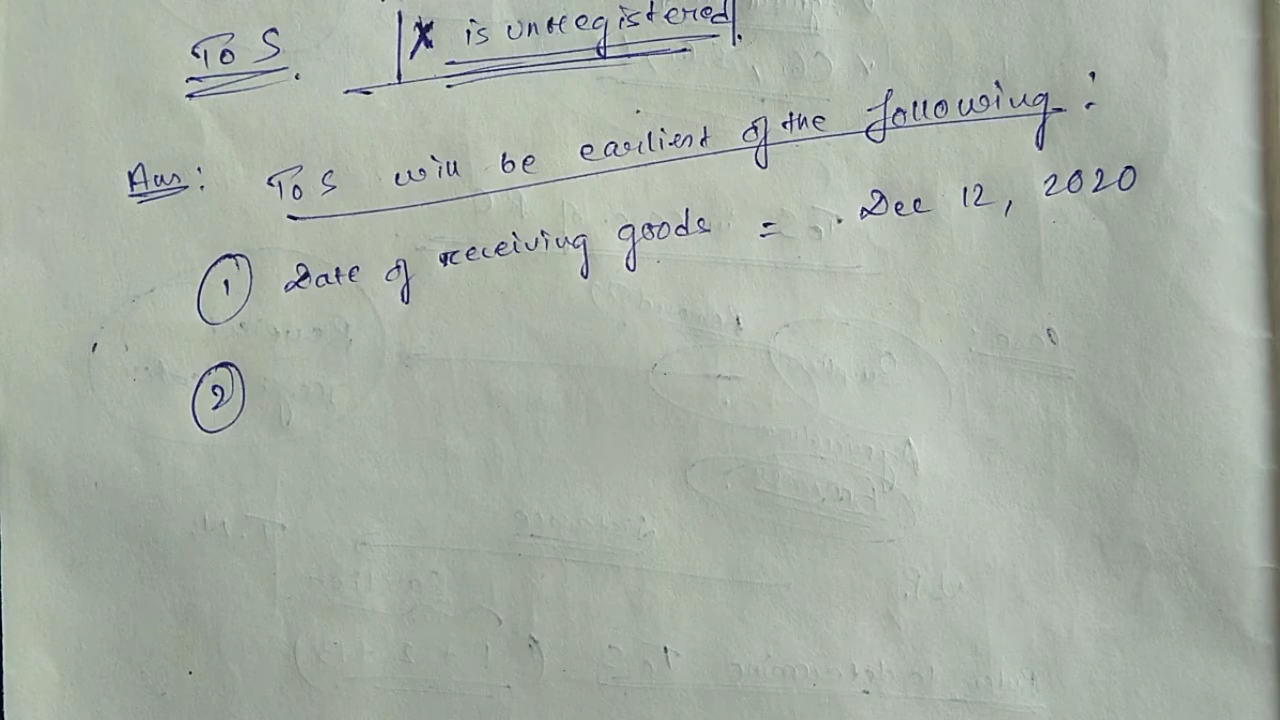 ToS. X is unregistered.
Ans: ToS will be earliest of the following:
1 Date of receiving goods = Dec 12, 2020
2